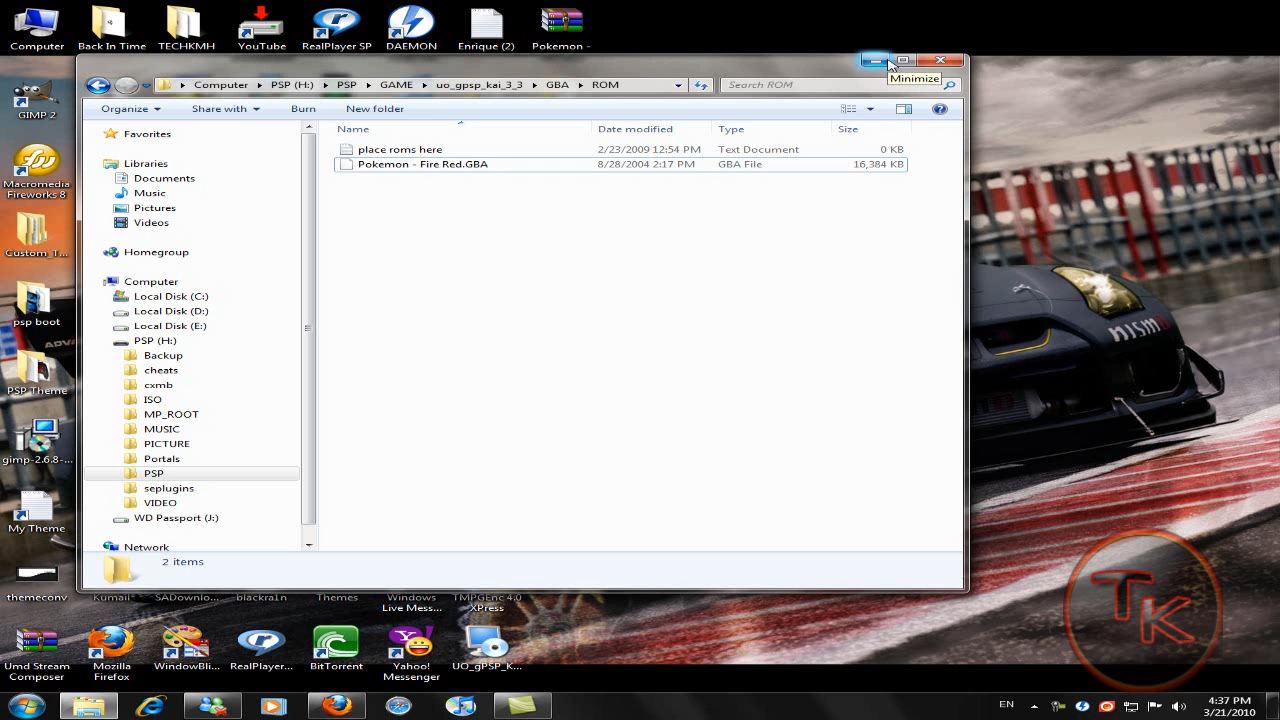 Computer
Back In Time
TECHKMH
YouTube
RealPlayer SP
DAEMON
Enrique (2)
Pokemon -
Minimize
Computer
PSP (H:)
PSP
GAME
uo_gpsp_kai_3_3
GBA
ROM
Search ROM
Organize
Share with
Burn
New folder
Name
Date modified
Type
Size
place roms here
2/23/2009 12:54 PM
Text Document
0 KB
Pokemon - Fire Red.GBA
8/28/2004 2:17 PM
GBA File
16,384 KB
Favorites
Libraries
Documents
Music
Pictures
Videos
Homegroup
Computer
Local Disk (C:)
Local Disk (D:)
Local Disk (E:)
PSP (H:)
Backup
cheats
cxmb
ISO
MP_ROOT
MUSIC
PICTURE
Portals
PSP
seplugins
VIDEO
WD Passport (J:)
Network
2 items
GIMP 2
Macromedia
Fireworks 8
Custom_T...
psp boot
PSP Theme
gimp-2.6.8-...
My Theme
themeconv
Kumail
SADownlo...
blackra1n
Themes
Windows
Live Mess...
TMPGEnc 4.0
XPress
Umd Stream
Composer
Mozilla
Firefox
WindowBli...
RealPlayer...
BitTorrent
Yahoo!
Messenger
UO_gPSP_K...
nismo
TK
EN
4:37 PM
3/21/2010